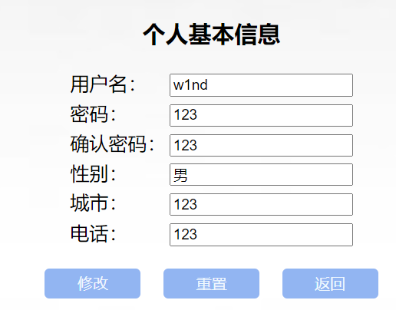 个人基本信息
用户名： w1nd
密码： 123
确认密码： 123
性别： 男
城市： 123
电话： 123
修改 重置 返回